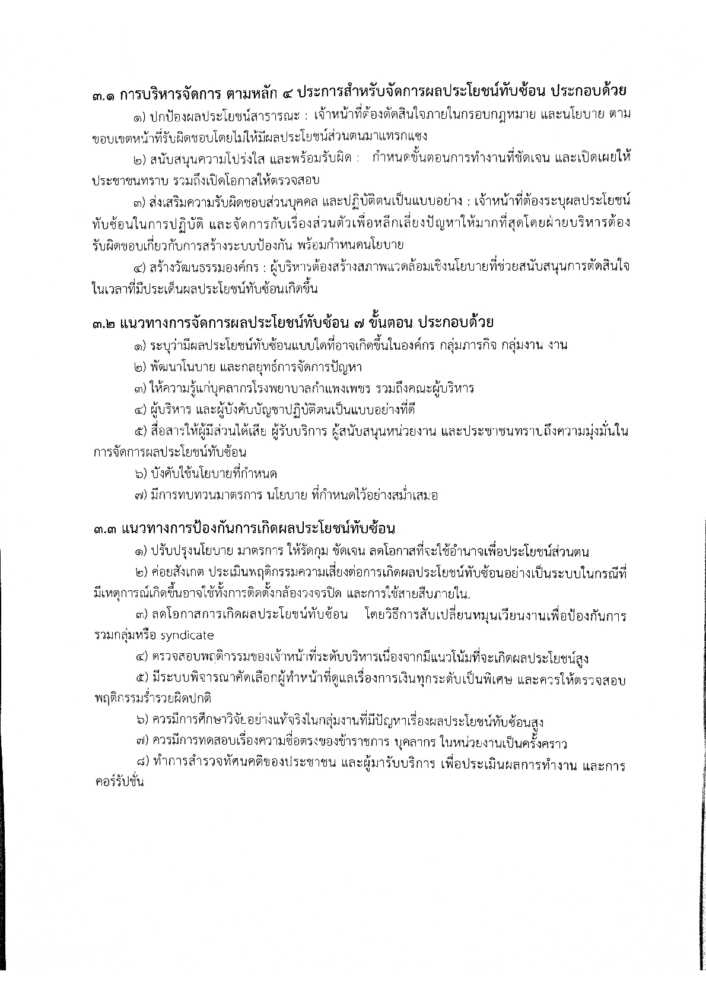 ๓.๑ การบริหารจัดการ ตามหลัก ๔ ประการสำหรับจัดการผลประโยชน์ทับซ้อน ประกอบด้วย
๑) ปกป้องผลประโยชน์สาธารณะ : เจ้าหน้าที่ต้องตัดสินใจภายในกรอบกฎหมาย และนโยบาย ตาม
ขอบเขตหน้าที่รับผิดชอบโดยไม่ให้มีผลประโยชน์ส่วนตนมาแทรกแซง
๒) สนับสนุนความโปร่งใส และพร้อมรับผิด : กำหนดขั้นตอนการทำงานที่ชัดเจน และเปิดเผยให้
ประชาชนทราบ รวมถึงเปิดโอกาสให้ตรวจสอบ
๓) ส่งเสริมความรับผิดชอบส่วนบุคคล และปฏิบัติตนเป็นแบบอย่าง : เจ้าหน้าที่ต้องระบุผลประโยชน์
ทับซ้อนในการปฏิบัติ และจัดการกับเรื่องส่วนตัวเพื่อหลีกเลี่ยงปัญหาให้มากที่สุดโดยฝ่ายบริหารต้อง
รับผิดชอบเกี่ยวกับการสร้างระบบป้องกัน พร้อมกำหนดนโยบาย
๔) สร้างวัฒนธรรมองค์กร : ผู้บริหารต้องสร้างสภาพแวดล้อมเชิงนโยบายที่ช่วยสนับสนุนการตัดสินใจ
ในเวลาที่มีประเด็นผลประโยชน์ทับซ้อนเกิดขึ้น
๓.๒ แนวทางการจัดการผลประโยชน์ทับซ้อน ๗ ขั้นตอน ประกอบด้วย
๑) ระบุว่ามีผลประโยชน์ทับซ้อนแบบใดที่อาจเกิดขึ้นในองค์กร กลุ่มภารกิจ กลุ่มงาน งาน
๒) พัฒนาโนบาย และกลยุทธ์การจัดการปัญหา
๓) ให้ความรู้แก่บุคลากรโรงพยาบาลกำแพงเพชร รวมถึงคณะผู้บริหาร
๔) ผู้บริหาร และผู้บังคับบัญชาปฏิบัติตนเป็นแบบอย่างที่ดี
๕) สื่อสารให้ผู้มีส่วนได้เสีย ผู้รับบริการ ผู้สนับสนุนหน่วยงาน และประชาชนทราบถึงความมุ่งมั่นใน
การจัดการผลประโยชน์ทับซ้อน
๖) บังคับใช้นโยบายที่กำหนด
๗) มีการทบทวนมาตรการ นโยบาย ที่กำหนดไว้อย่างสม่ำเสมอ
๓.๓ แนวทางการป้องกันการเกิดผลประโยชน์ทับซ้อน
๑) ปรับปรุงนโยบาย มาตรการ ให้รัดกุม ชัดเจน ลดโอกาสที่จะใช้อำนาจเพื่อประโยชน์ส่วนตน
๒) ค่อยสังเกต ประเมินพฤติกรรมความเสี่ยงต่อการเกิดผลประโยชน์ทับซ้อนอย่างเป็นระบบในกรณีที่
มีเหตุการณ์เกิดขึ้นอาจใช้ทั้งการติดตั้งกล้องวงจรปิด และการใช้สายสืบภายใน.
๓) ลดโอกาสการเกิดผลประโยชน์ทับซ้อน โดยวิธีการสับเปลี่ยนหมุนเวียนงานเพื่อป้องกันการ
รวมกลุ่มหรือ syndicate
๔) ตรวจสอบพฤติกรรมของเจ้าหน้าที่ระดับบริหารเนื่องจากมีแนวโน้มที่จะเกิดผลประโยชน์สูง
๕) มีระบบพิจารณาคัดเลือกผู้ทำหน้าที่ดูแลเรื่องการเงินทุกระดับเป็นพิเศษ และควรให้ตรวจสอบ
พฤติกรรมร่ำรวยผิดปกติ
๖) ควรมีการศึกษาวิจัยอย่างแท้จริงในกลุ่มงานที่มีปัญหาเรื่องผลประโยชน์ทับซ้อนสูง
๗) ควรมีการทดสอบเรื่องความซื่อตรงของข้าราชการ บุคลากร ในหน่วยงานเป็นครั้งคราว
๘) ทำการสำรวจทัศนคติของประชาชน และผู้มารับบริการ เพื่อประเมินผลการทำงาน และการ
คอร์รัปชั่น